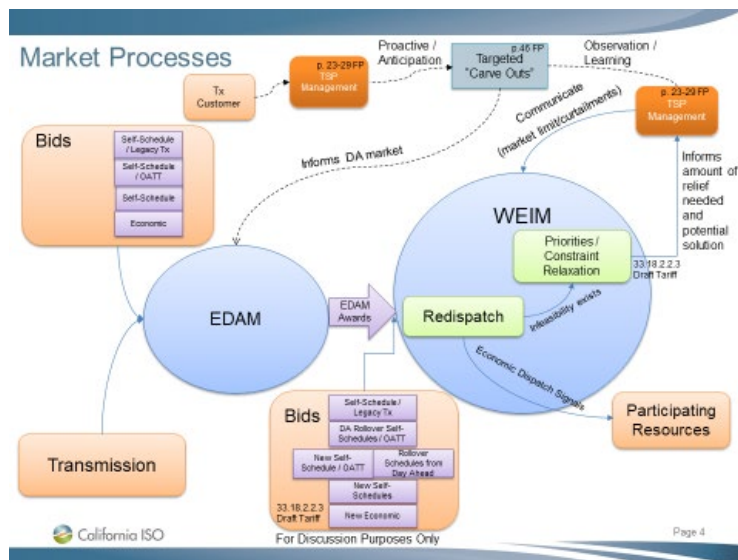 Market Processes
Proactive /
Anticipation
p.46 FP
Targeted
"Carve Outs"
Observation /
Learning
p. 23-29 FP
TSP
Management
Tx
Customer
p. 23-29 FP
TSP
Management
Communicate
(market limit/curtailments)
Bids
Self-Schedule
/ Legacy Tx
Self-Schedule
/ OATT
Self-Schedule
Economic
Informs DA market
Informs
amount of
relief
needed
and
potential
solution
WEIM
Priorities /
Constraint
Relaxation
33.18.2.2.3
Draft Tariff
EDAM
EDAM
Awards
Redispatch
Infeasibility exists
Economic Dispatch Signals
Bids
Self-Schedule /
Legacy Tx
DA Rollover Self-
Schedules / OATT
New Self-
Schedule / OATT
Rollover
Schedules from
Day Ahead
New Self-
Schedules
New Economic
33.18.2.2.3
Draft Tariff
Participating
Resources
Transmission
California ISO
For Discussion Purposes Only
Page 4